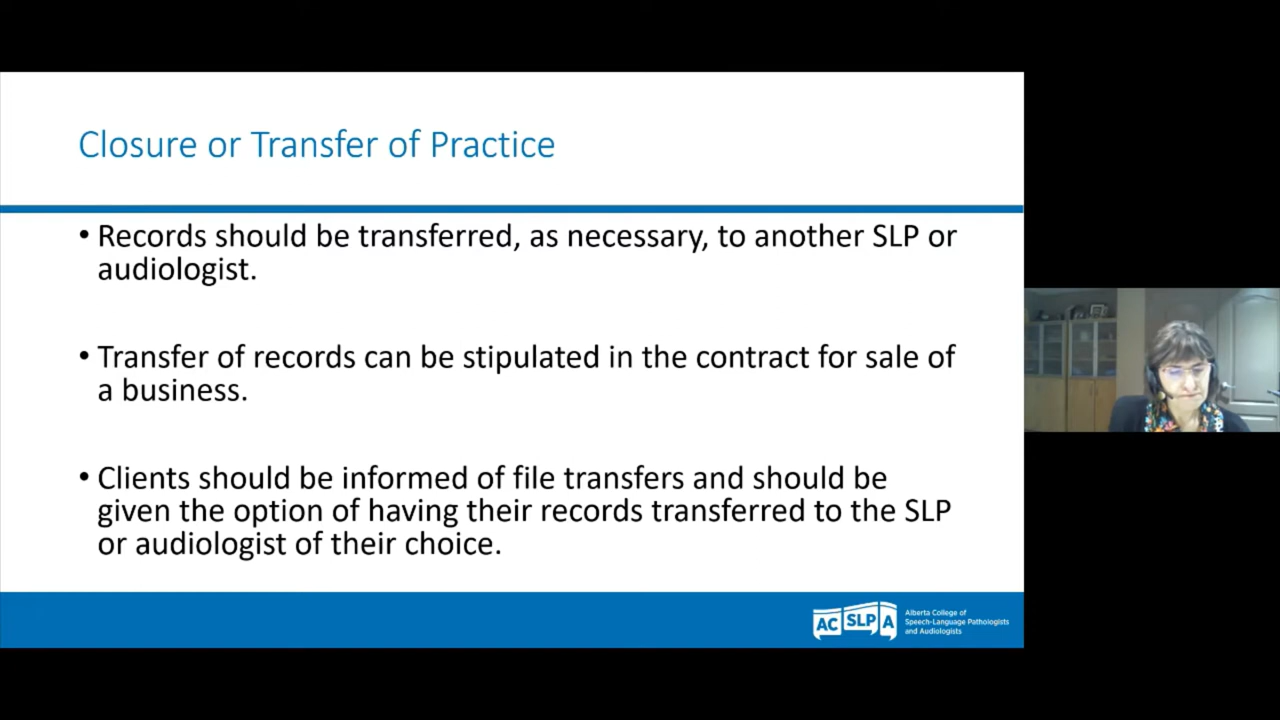 Closure or Transfer of Practice
• Records should be transferred, as necessary, to another SLP or
audiologist.
• Transfer of records can be stipulated in the contract for sale of
a business.
• Clients should be informed of file transfers and should be
given the option of having their records transferred to the SLP
or audiologist of their choice.
AC SLP A
Alberta College of
Speech-Language Pathologists
and Audiologists